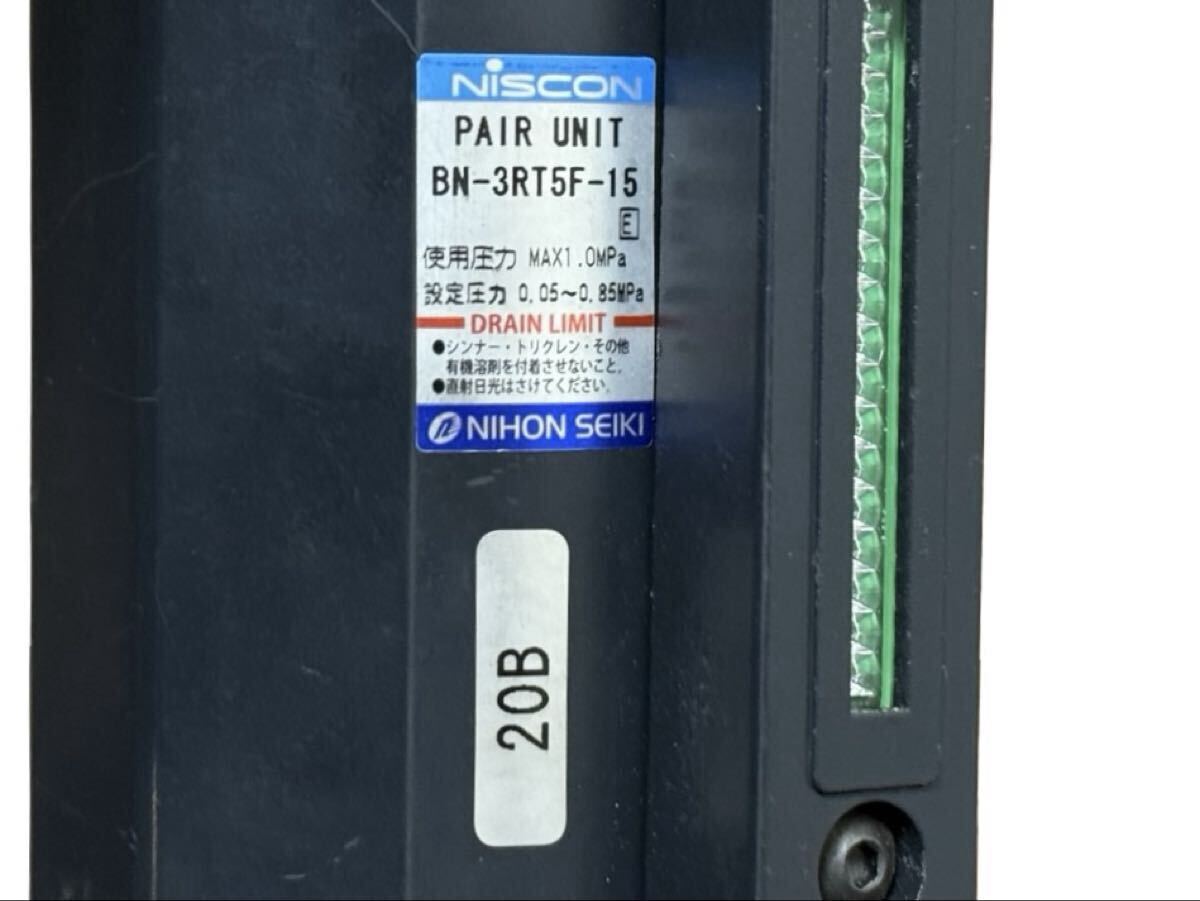 NiSCON
PAIR UNIT
BN-3RT5F-15
E
使用圧力 MAX1.0MPa
設定圧力 0.05～0.85MPa
DRAIN LIMIT
●シンナー・トリクレン・その他
有機溶剤を付着させないこと。
●直射日光はさけてください。
NIHON SEIKI
20B